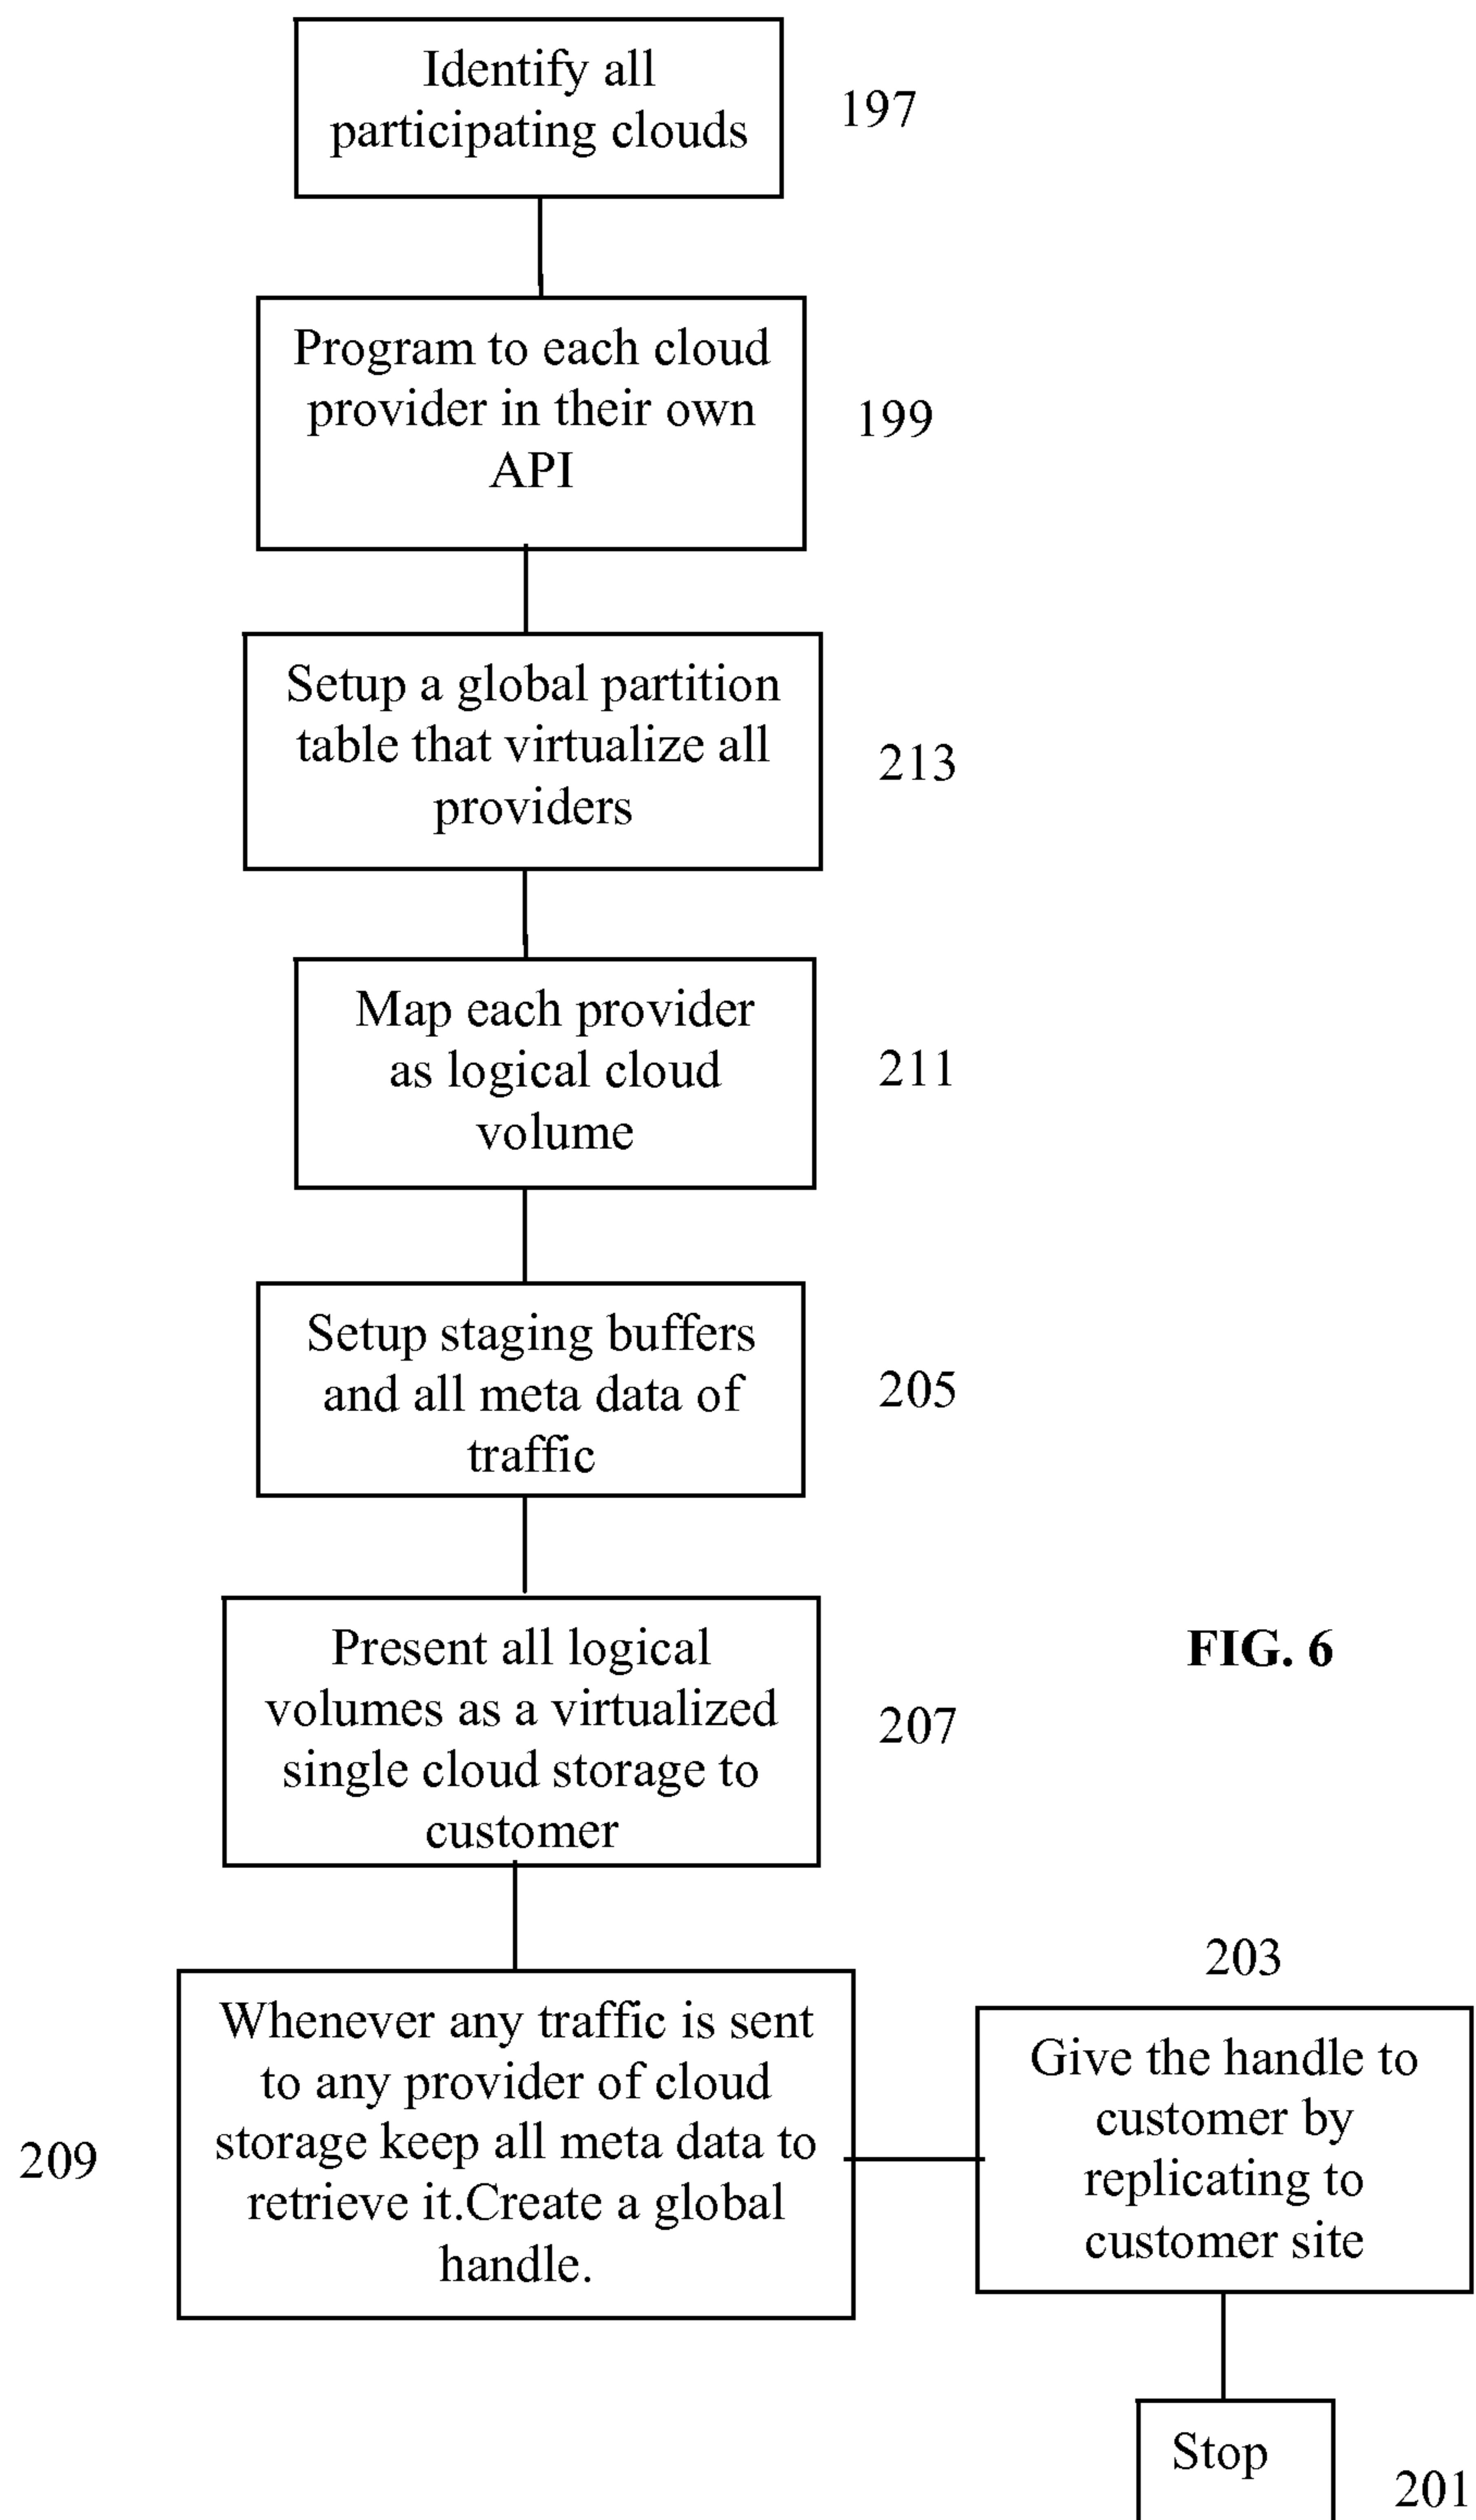 Identify all
participating clouds
197
Program to each cloud
provider in their own
API
199
Setup a global partition
table that virtualize all
providers
213
Map each provider
as logical cloud
volume
211
Setup staging buffers
and all meta data of
traffic
205
Present all logical
volumes as a virtualized
single cloud storage to
customer
207
FIG. 6
Whenever any traffic is sent
to any provider of cloud
storage keep all meta data to
retrieve it.Create a global
handle.
209
203
Give the handle to
customer by
replicating to
customer site
Stop
201